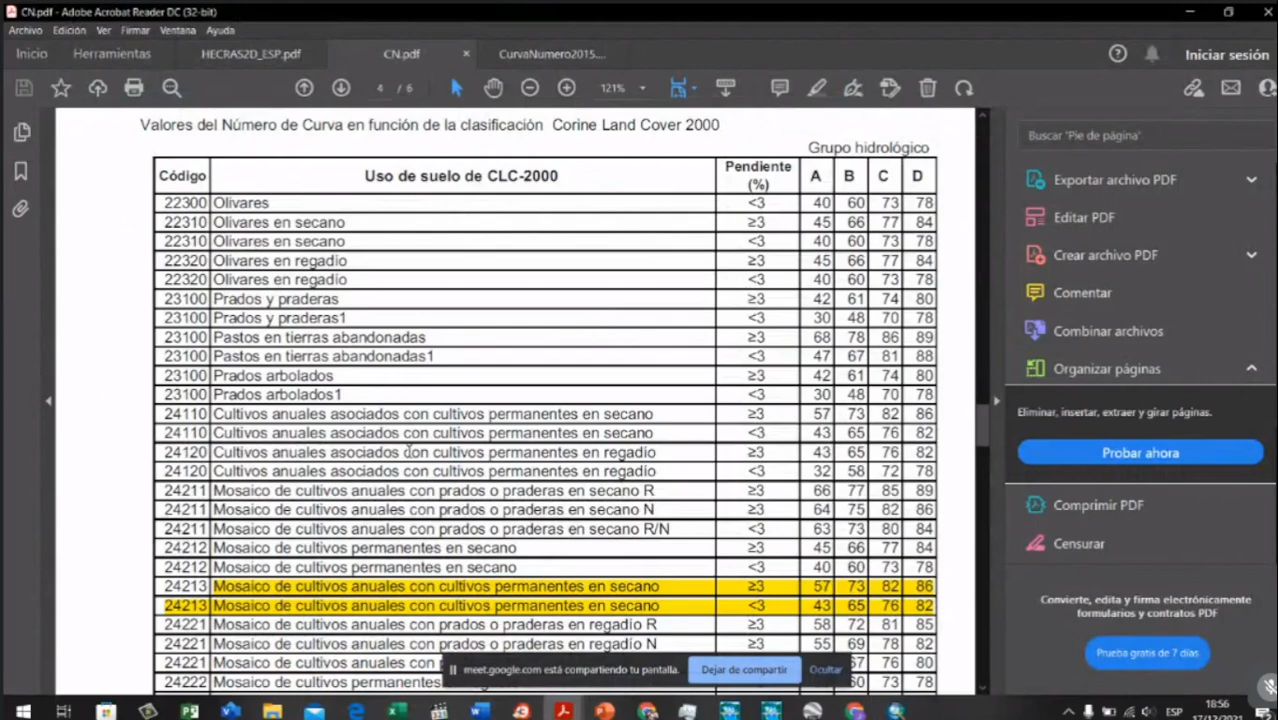 CN.pdf - Adobe Acrobat Reader DC (32-bit)
Archivo Edición Ver Firmar Ventana Ayuda
Inicio Herramientas HECRAS2D_ESP.pdf CN.pdf × CurvaNumero2015... Iniciar sesión
4 / 6 121%
Valores del Número de Curva en función de la clasificación Corine Land Cover 2000
Grupo hidrológico
Código Uso de suelo de CLC-2000 Pendiente (%) A B C D
22300 Olivares <3 40 60 73 78
22310 Olivares en secano ≥3 45 66 77 84
22310 Olivares en secano <3 40 60 73 78
22320 Olivares en regadío ≥3 45 66 77 84
22320 Olivares en regadío <3 40 60 73 78
23100 Prados y praderas ≥3 42 61 74 80
23100 Prados y praderas1 <3 30 48 70 78
23100 Pastos en tierras abandonadas ≥3 68 78 86 89
23100 Pastos en tierras abandonadas1 <3 47 67 81 88
23100 Prados arbolados ≥3 42 61 74 80
23100 Prados arbolados1 <3 30 48 70 78
24110 Cultivos anuales asociados con cultivos permanentes en secano ≥3 57 73 82 86
24110 Cultivos anuales asociados con cultivos permanentes en secano <3 43 65 76 82
24120 Cultivos anuales asociados con cultivos permanentes en regadío ≥3 43 65 76 82
24120 Cultivos anuales asociados con cultivos permanentes en regadío <3 32 58 72 78
24211 Mosaico de cultivos anuales con prados o praderas en secano R ≥3 66 77 85 89
24211 Mosaico de cultivos anuales con prados o praderas en secano N ≥3 64 75 82 86
24211 Mosaico de cultivos anuales con prados o praderas en secano R/N <3 63 73 80 84
24212 Mosaico de cultivos permanentes en secano ≥3 45 66 77 84
24212 Mosaico de cultivos permanentes en secano <3 40 60 73 78
24213 Mosaico de cultivos anuales con cultivos permanentes en secano ≥3 57 73 82 86
24213 Mosaico de cultivos anuales con cultivos permanentes en secano <3 43 65 76 82
24221 Mosaico de cultivos anuales con prados o praderas en regadío R ≥3 58 72 81 85
24221 Mosaico de cultivos anuales con prados o praderas en regadío N ≥3 55 69 78 82
24221 Mosaico de cultivos anuales con 67 76 80
24222 Mosaico de cultivos permanentes 60 73 78
meet.google.com está compartiendo tu pantalla. Dejar de compartir Ocultar
Buscar 'Pie de página'
Exportar archivo PDF
Editar PDF
Crear archivo PDF
Comentar
Combinar archivos
Organizar páginas
Eliminar, insertar, extraer y girar páginas.
Probar ahora
Comprimir PDF
Censurar
Convierte, edita y firma electrónicamente
formularios y contratos PDF
Prueba gratis de 7 días
ESP 18:56
17/12/2021